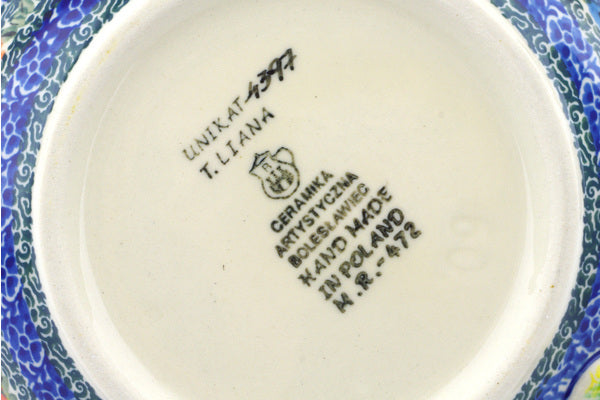 UNIKAT-4397
T. LIANA
CERAMIKA
ARTYSTYCZNA
BOLESŁAWIEC
HAND MADE
IN POLAND
M.R.-472